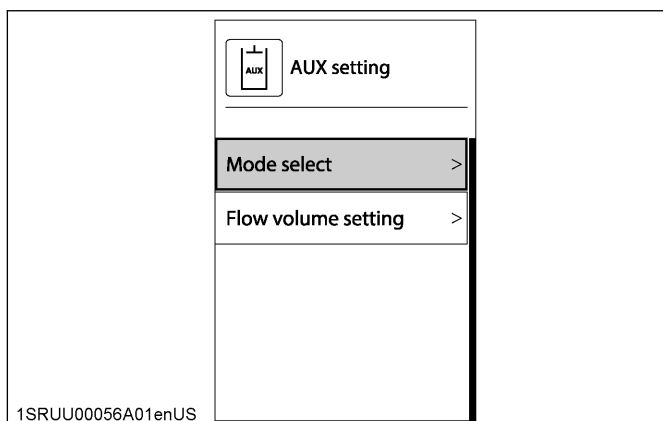 AUX
AUX setting
Mode select >
Flow volume setting >
1SRUU00056A01enUS